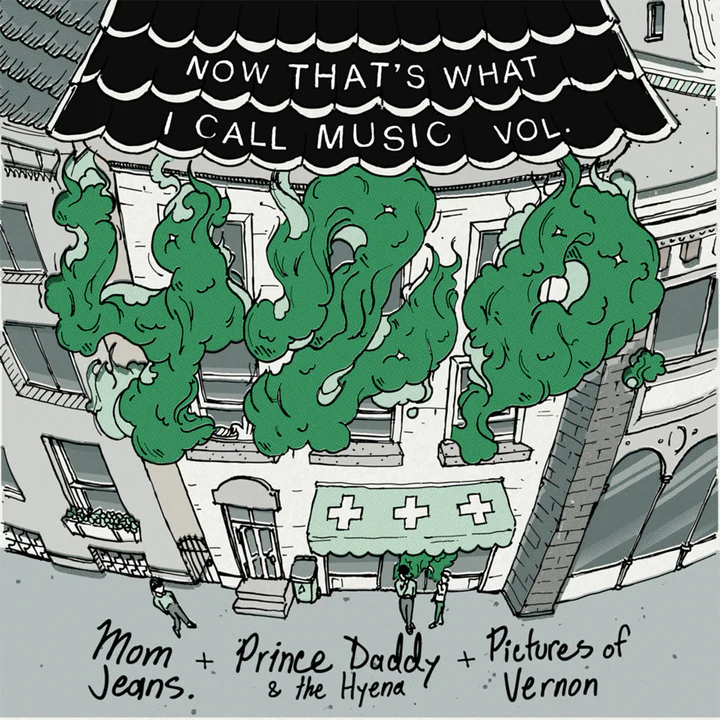 NOW THAT'S WHAT
I CALL MUSIC VOL.
420
Mom
Jeans.
+
Prince Daddy
& the Hyena
+
Pictures of
Vernon